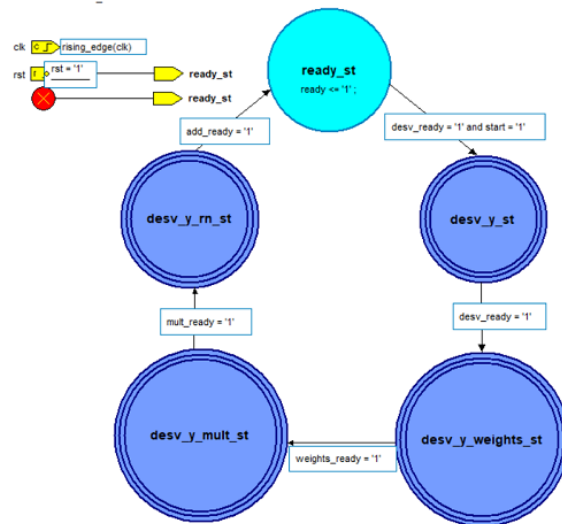 clk
c
rising_edge(clk)
rst
r
rst = '1'
ready_st
ready_st
ready_st
ready <= '1' ;
add_ready = '1'
desv_ready = '1' and start = '1'
desv_y_rn_st
desv_y_st
mult_ready = '1'
desv_ready = '1'
desv_y_mult_st
desv_y_weights_st
weights_ready = '1'